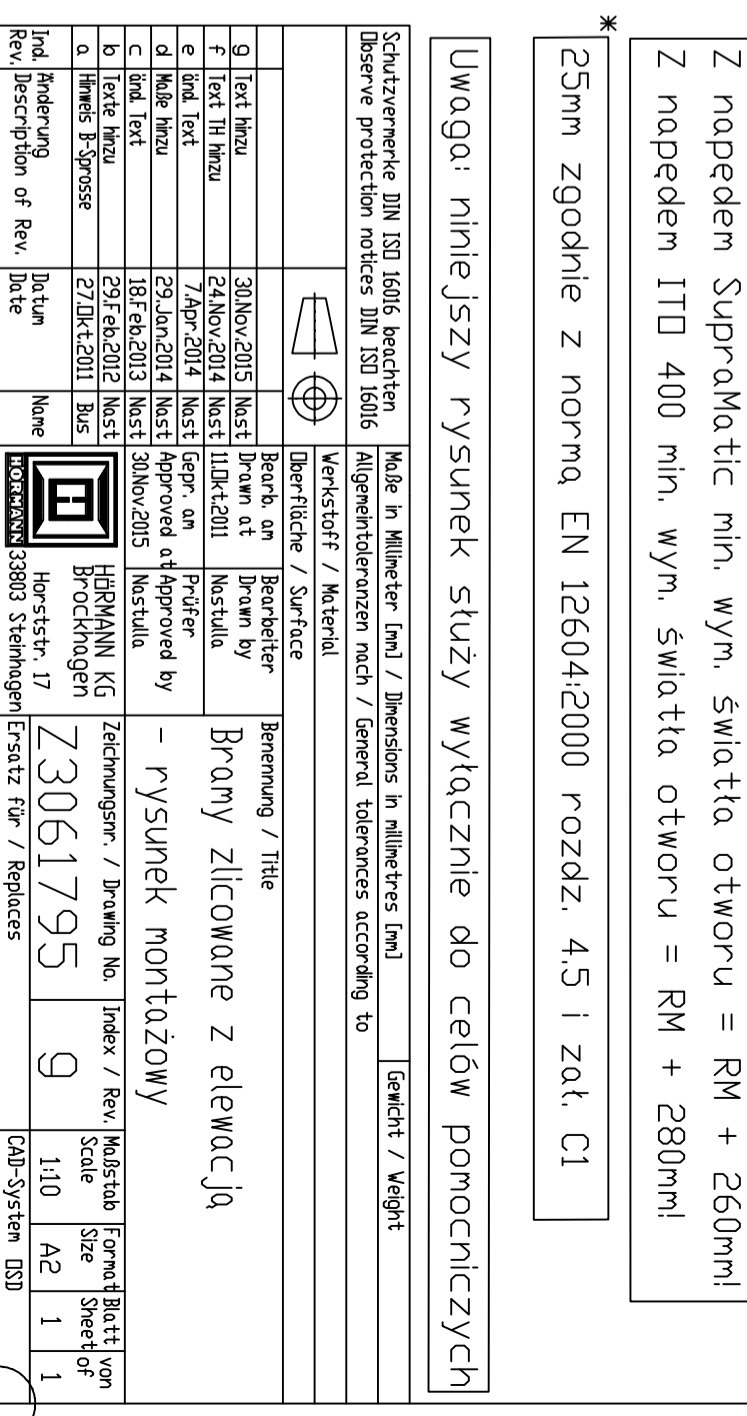 Z napędem SupraMatic min. wym. światła otworu = RM + 260mm!
Z napędem ITO 400 min. wym. światła otworu = RM + 280mm!
*
25mm zgodnie z normą EN 12604:2000 rozdz. 4.5 i zał. C1
Uwaga: niniejszy rysunek służy wyłącznie do celów pomocniczych
Schutzvermerke DIN ISO 16016 beachten
Observe protection notices DIN ISO 16016
Maße in Millimeter [mm] / Dimensions in millimetres [mm]
Gewicht / Weight
Allgemeintoleranzen nach / General tolerances according to
Werkstoff / Material
Oberfläche / Surface
g Text hinzu 30.Nov.2015 Nast
f Text TH hinzu 24.Nov.2014 Nast
e änd. Text 7.Apr.2014 Nast
d Maße hinzu 29.Jan.2014 Nast
c änd. Text 18.Feb.2013 Nast
b Texte hinzu 29.Feb.2012 Nast
a Hinweis B-Sprosse 27.Okt.2011 Bus
Ind. Änderung Datum Name
Rev. Description of Rev. Date
Bearb. am Bearbeiter
Drawn at Drawn by
11.Okt.2011 Nastulla
Gepr. am Prüfer
Approved at Approved by
30.Nov.2015 Nastulla
Benennung / Title
Bramy zlicowane z elewacją
- rysunek montażowy
H
HÖRMANN
HÖRMANN KG
Brockhagen
Horststr. 17
33803 Steinhagen
Zeichnungsnr. / Drawing No.
Z3061795
Index / Rev.
g
Maßstab
Scale
1:10
Format
Size
A2
Blatt von
Sheet of
1 1
Ersatz für / Replaces
CAD-System OSD